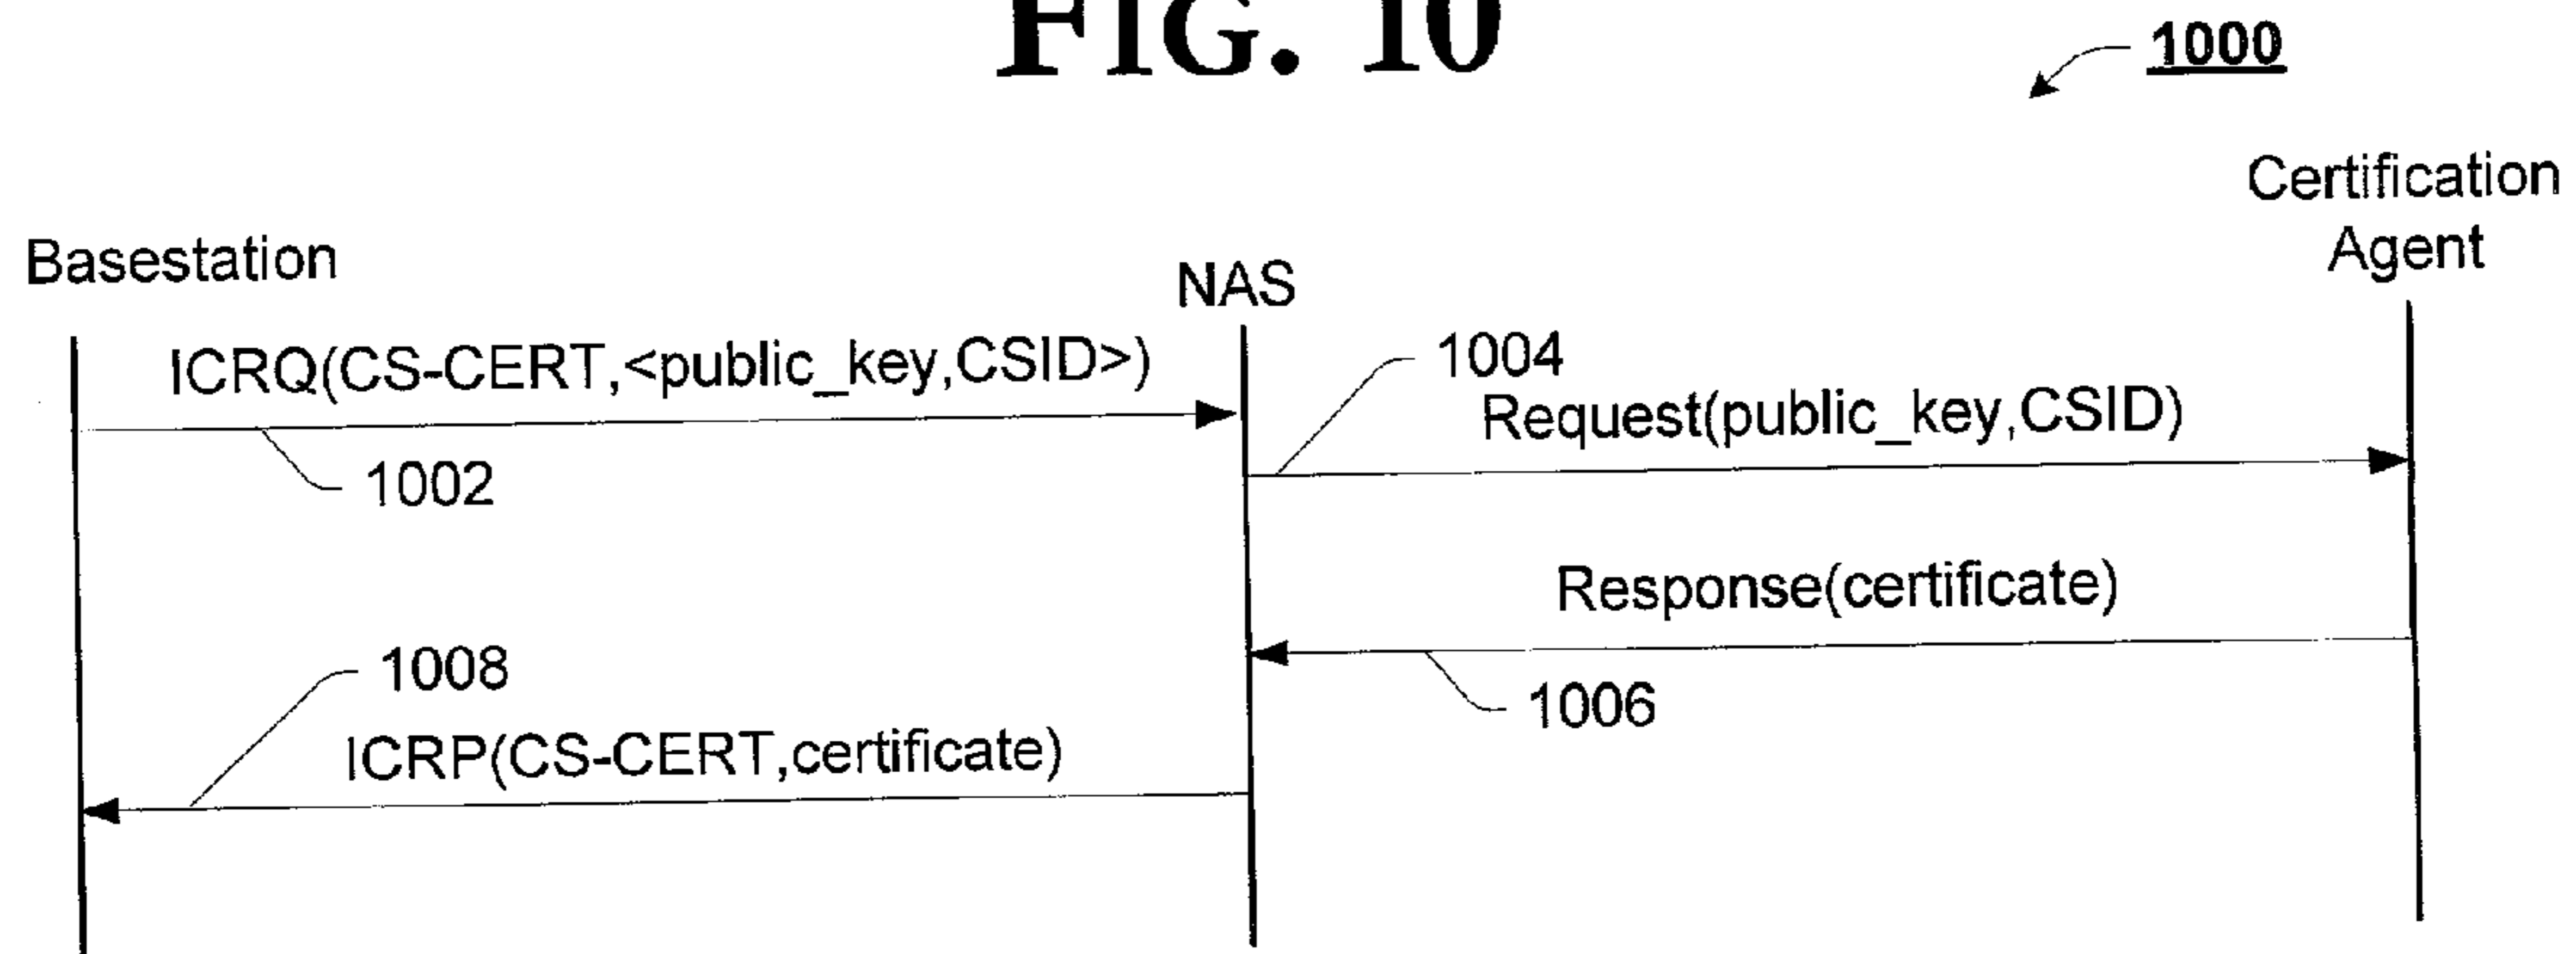 FIG. 10
1000
Certification
Agent
Basestation
NAS
ICRQ(CS-CERT,<public_key,CSID>)
1004
Request(public_key,CSID)
1002
Response(certificate)
1008
1006
ICRP(CS-CERT,certificate)